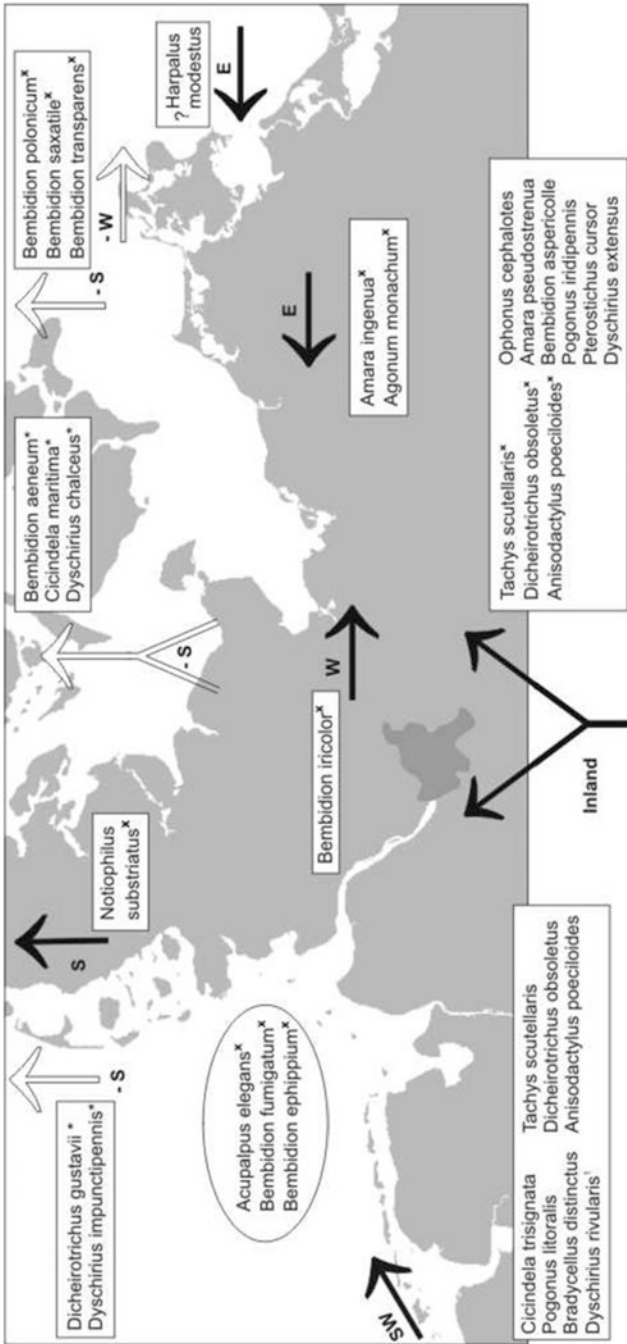 Dicheirotrichus gustavii *
Dyschirius impunctipennis*
- S
S
Notiophilus
substriatus x
- S
Bembidion aeneum*
Cicindela maritima*
Dyschirius chalceus*
- S
- W
Bembidion polonicum x
Bembidion saxatile x
Bembidion transparens x
? Harpalus
modestus
E
Acupalpus elegans x
Bembidion fumigatum x
Bembidion ephippium x
Bembidion iricolor x
W
E
Amara ingenua x
Agonum monachum x
SW
Cicindela trisignata
Pogonus litoralis
Bradycellus distinctus
Dyschirius rivularis¹
Tachys scutellaris
Dicheirotrichus obsoletus
Anisodactylus poeciloides
Inland
Tachys scutellaris x
Dicheirotrichus obsoletus x
Anisodactylus poeciloides x
Ophonus cephalotes
Amara pseudostrenua
Bembidion aspericolle
Pogonus iridipennis
Pterostichus cursor
Dyschirius extensus